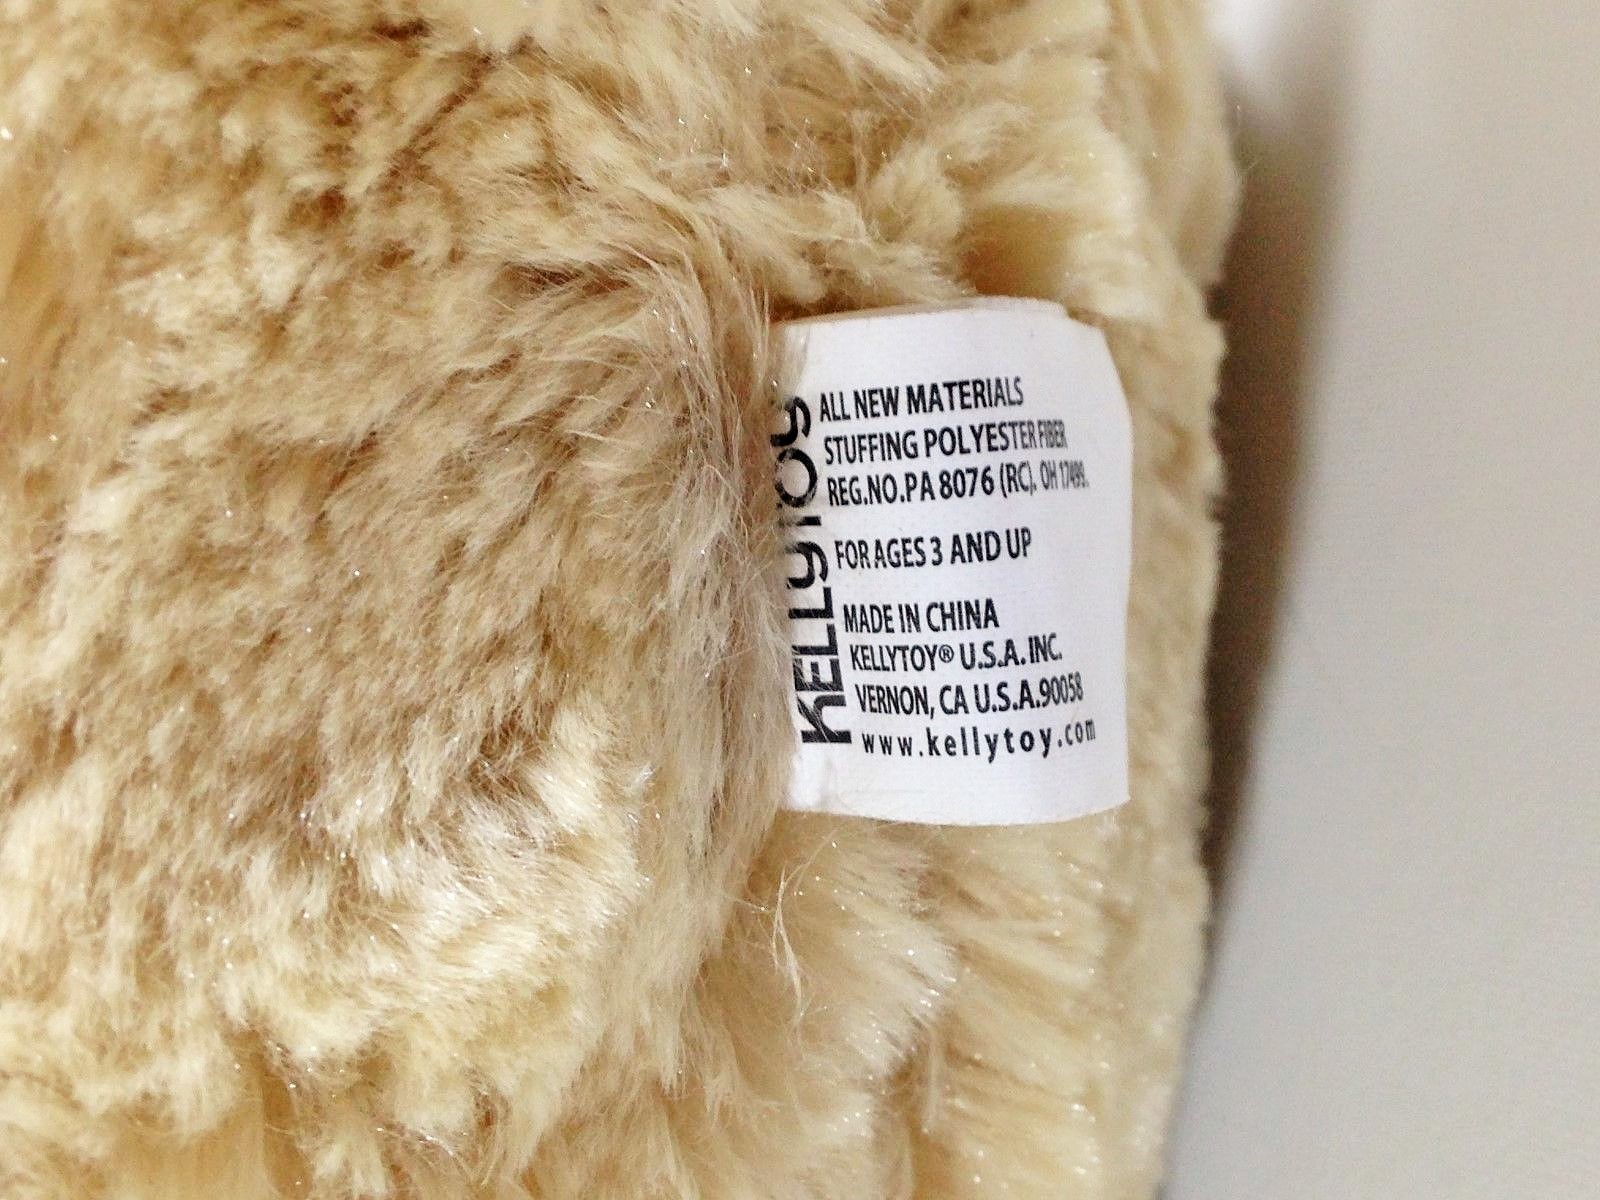 KELLYTOY
ALL NEW MATERIALS
STUFFING POLYESTER FIBER
REG.NO.PA 8076 (RC), OH 17499.
FOR AGES 3 AND UP
MADE IN CHINA
KELLYTOY® U.S.A. INC.
VERNON, CA U.S.A.90058
www.kellytoy.com